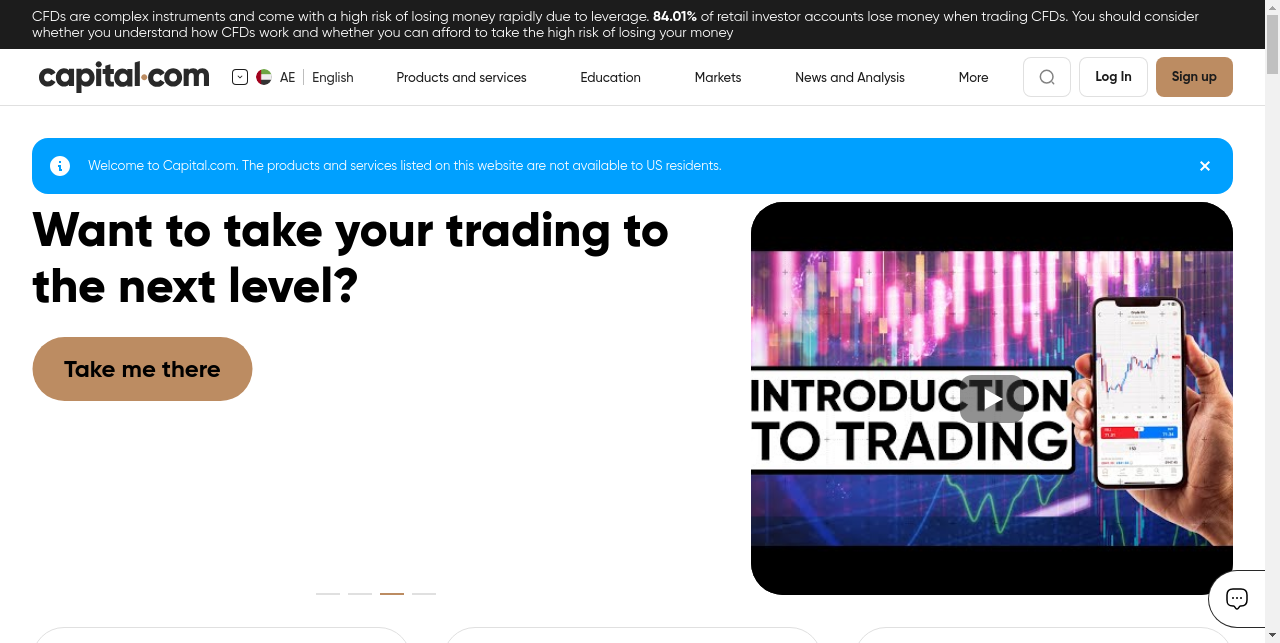 CFDs are complex instruments and come with a high risk of losing money rapidly due to leverage. 84.01% of retail investor accounts lose money when trading CFDs. You should consider
whether you understand how CFDs work and whether you can afford to take the high risk of losing your money
capital.com
AE
English
Products and services
Education
Markets
News and Analysis
More
Log In
Sign up
Welcome to Capital.com. The products and services listed on this website are not available to US residents.
Want to take your trading to
the next level?
Take me there
INTRODUCTION
TO TRADING